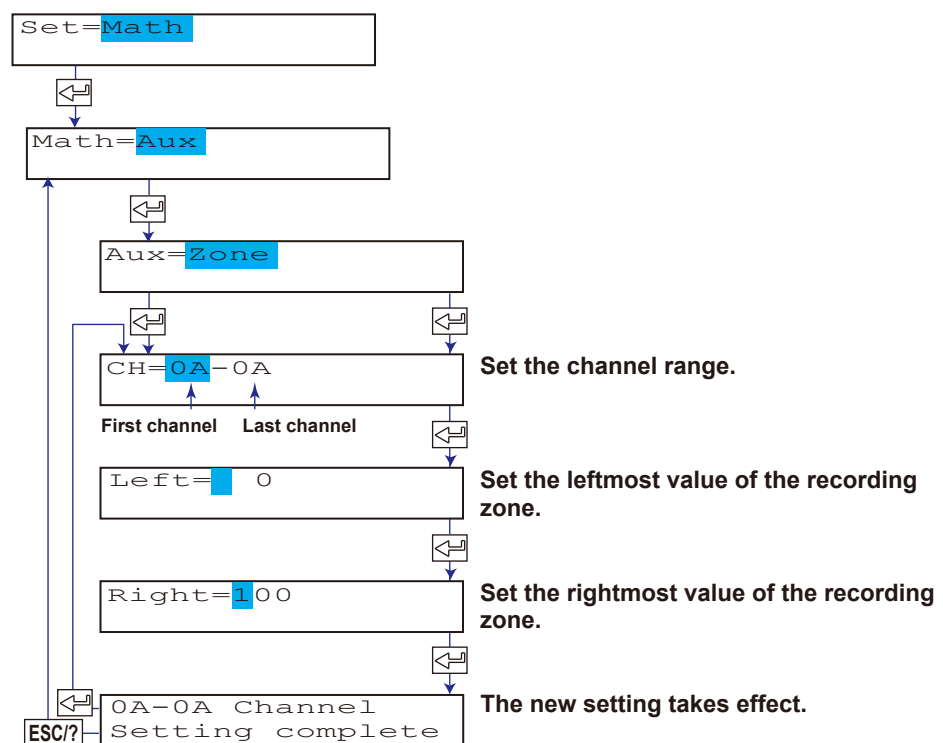 Set=Math
Math=Aux
Aux=Zone
CH=0A-0A
Set the channel range.
First channel Last channel
Left= 0
Set the leftmost value of the recording
zone.
Right=100
Set the rightmost value of the recording
zone.
0A-0A Channel
Setting complete
The new setting takes effect.
ESC/?